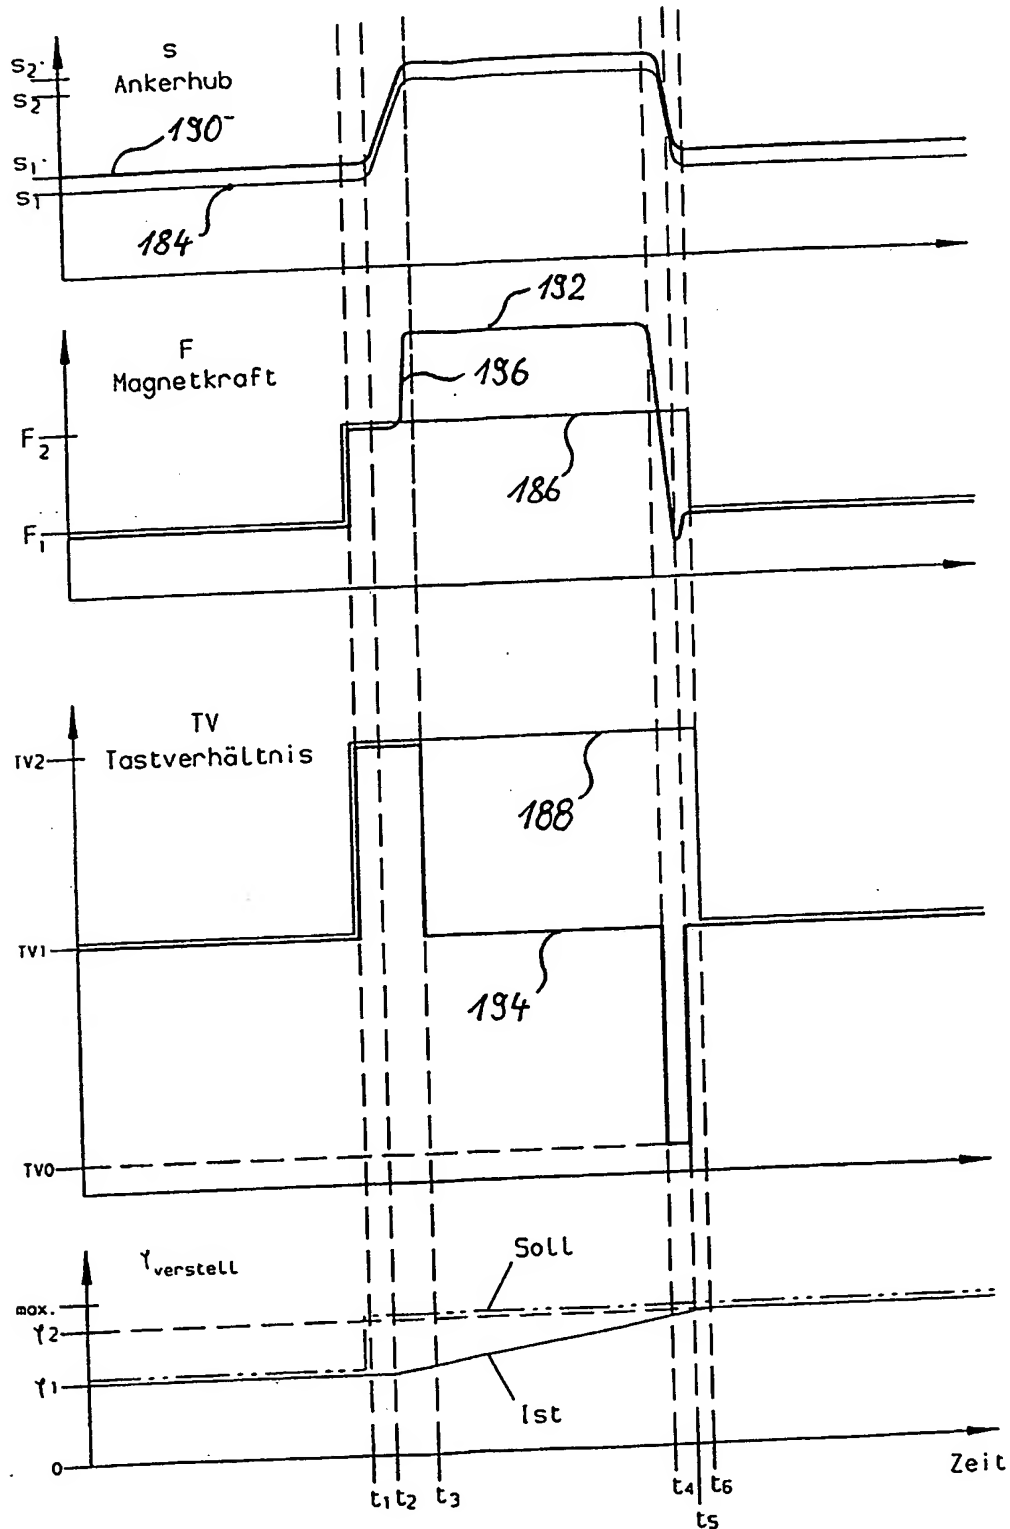 S
Ankerhub
S2'
S2
190
S1'
S1
184
192
F
Magnetkraft
196
F2
186
F1
TV
Tastverhältnis
TV2
188
TV1
194
TV0
Soll
γverstell
max.
γ2
γ1
Ist
0
Zeit
t1 t2 t3 t4 t6
t5